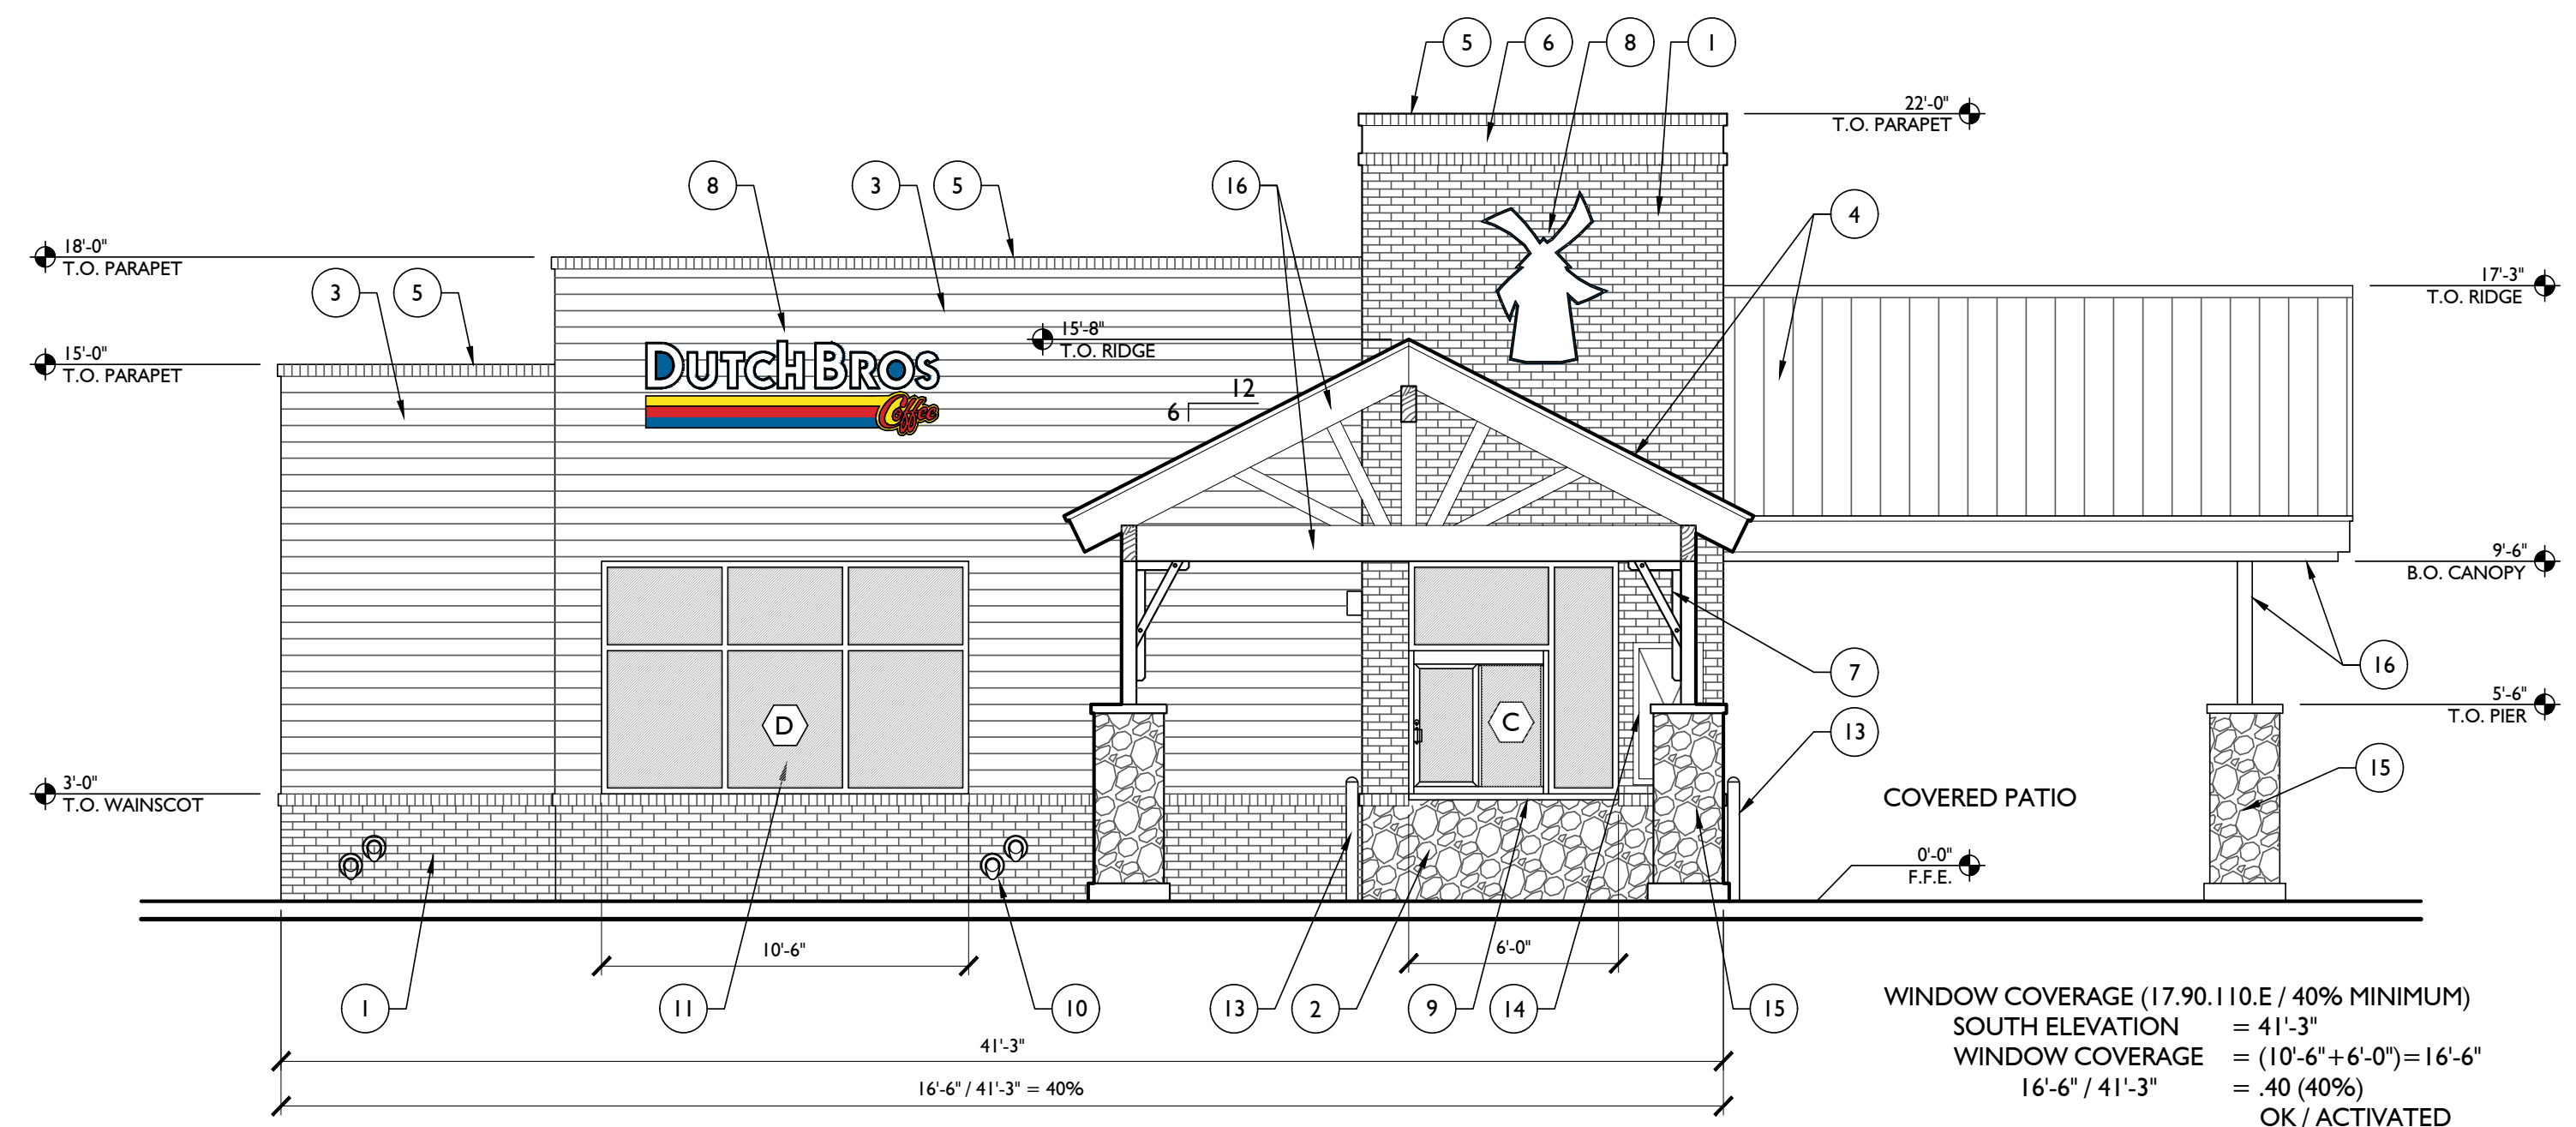 5 6 8 1
22'-0"
T.O. PARAPET
8 3 5 16 4
18'-0"
T.O. PARAPET
3 5
17'-3"
T.O. RIDGE
15'-8"
T.O. RIDGE
15'-0"
T.O. PARAPET
DUTCH BROS
Coffee
12
6
9'-6"
B.O. CANOPY
16
7
5'-6"
T.O. PIER
D C
13
15
3'-0"
T.O. WAINSCOT
COVERED PATIO
0'-0"
F.F.E.
10'-6"
6'-0"
1 11 10 13 2 9 14 15
41'-3"
16'-6" / 41'-3" = 40%
WINDOW COVERAGE (17.90.110.E / 40% MINIMUM)
SOUTH ELEVATION = 41'-3"
WINDOW COVERAGE = (10'-6"+6'-0")=16'-6"
16'-6" / 41'-3" = .40 (40%)
OK / ACTIVATED